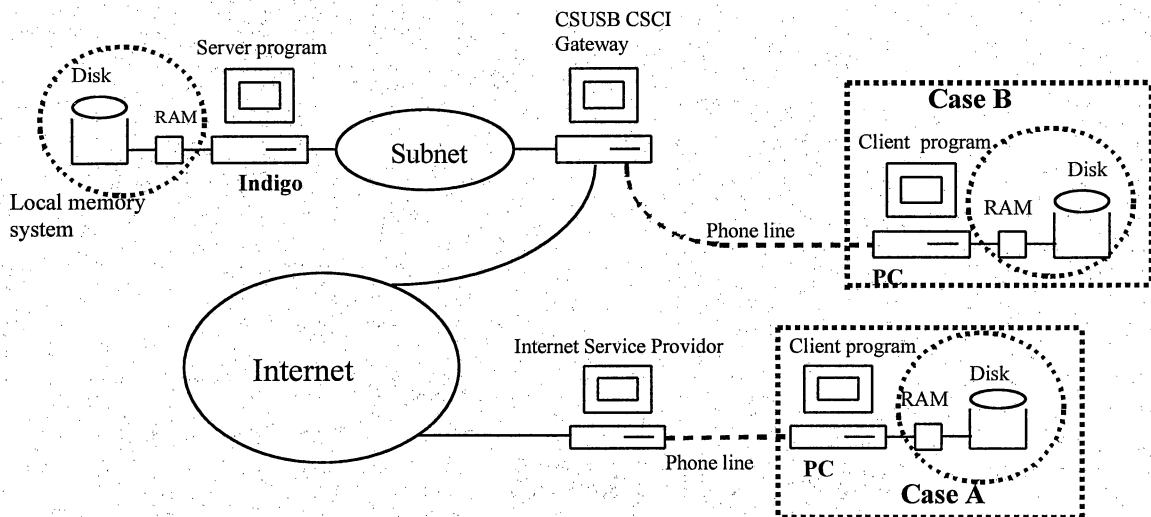 CSUSB CSCI
Gateway
Server program
Disk
RAM
Subnet
Indigo
Local memory
system
Case B
Client program
Disk
RAM
Phone line
PC
Internet
Internet Service Providor
Client program
Disk
RAM
Phone line
PC
Case A